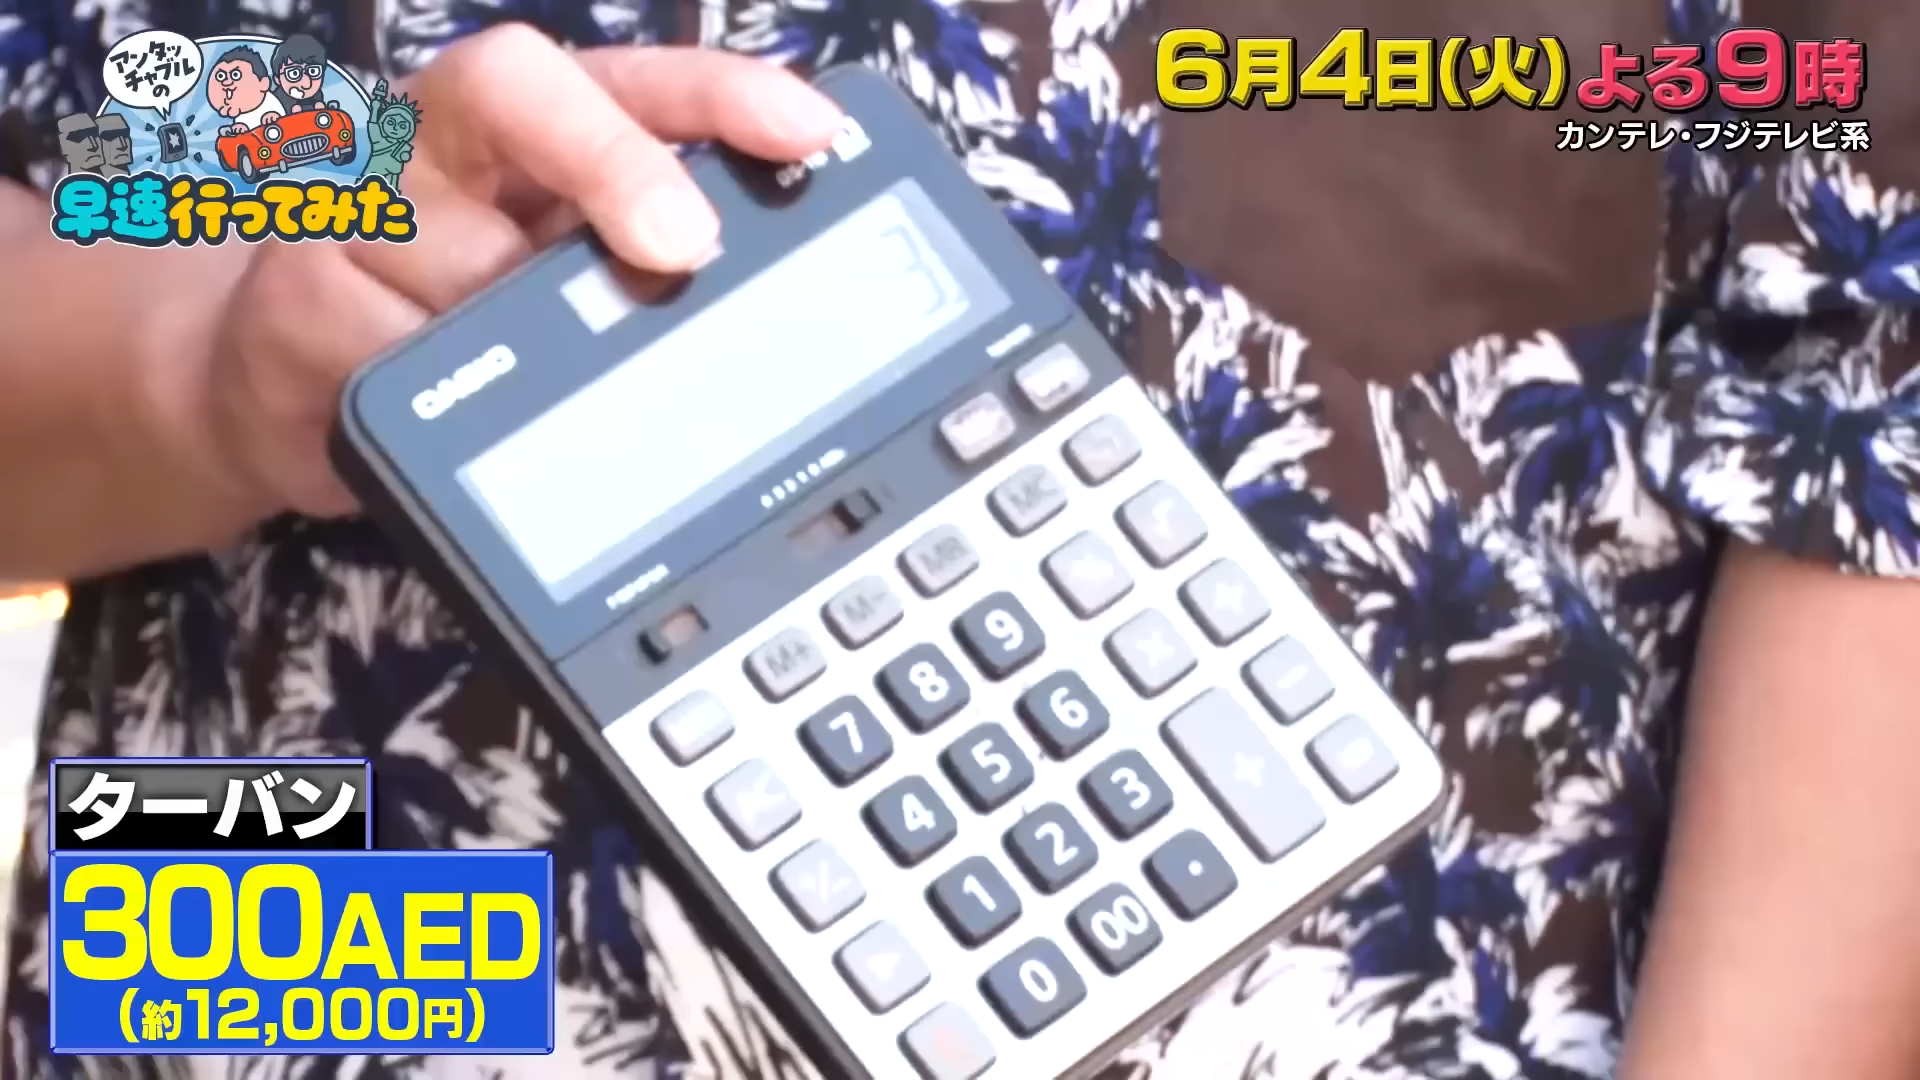 アンタッ
チャブル
の
早速行ってみた
6月4日(火)よる9時
カンテレ・フジテレビ系
MC
MR
M-
M+
9
8
7
6
5
4
3
2
1
.
00
0
+
-
×
+
ターバン
300AED
(約12,000円)